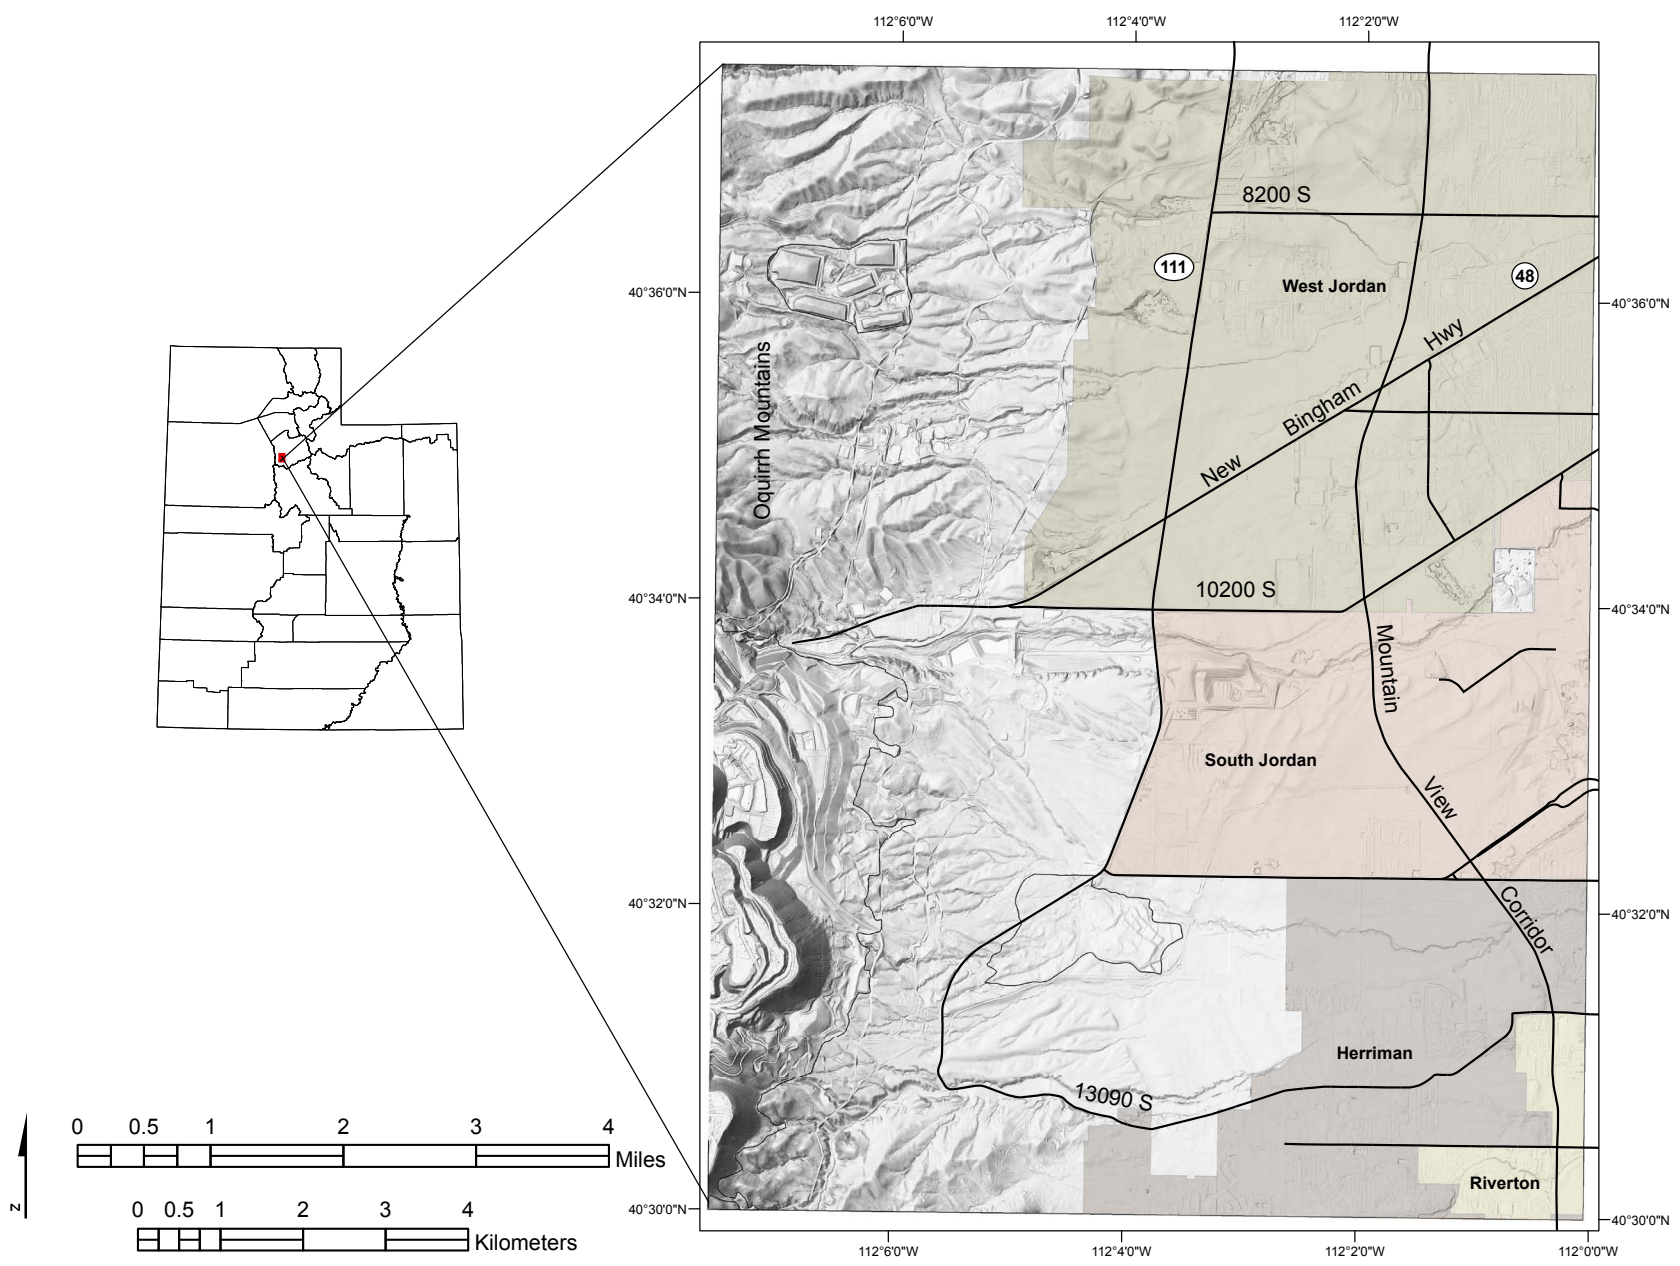 112°6'0"W
112°4'0"W
112°2'0"W
8200 S
111
48
West Jordan
40°36'0"N
40°36'0"N
New Bingham Hwy
Oquirrh Mountains
10200 S
40°34'0"N
40°34'0"N
Mountain View Corridor
South Jordan
40°32'0"N
40°32'0"N
Herriman
13090 S
Riverton
40°30'0"N
40°30'0"N
112°6'0"W
112°4'0"W
112°2'0"W
112°0'0"W
0 0.5 1 2 3 4
Miles
0 0.5 1 2 3 4
Kilometers
N